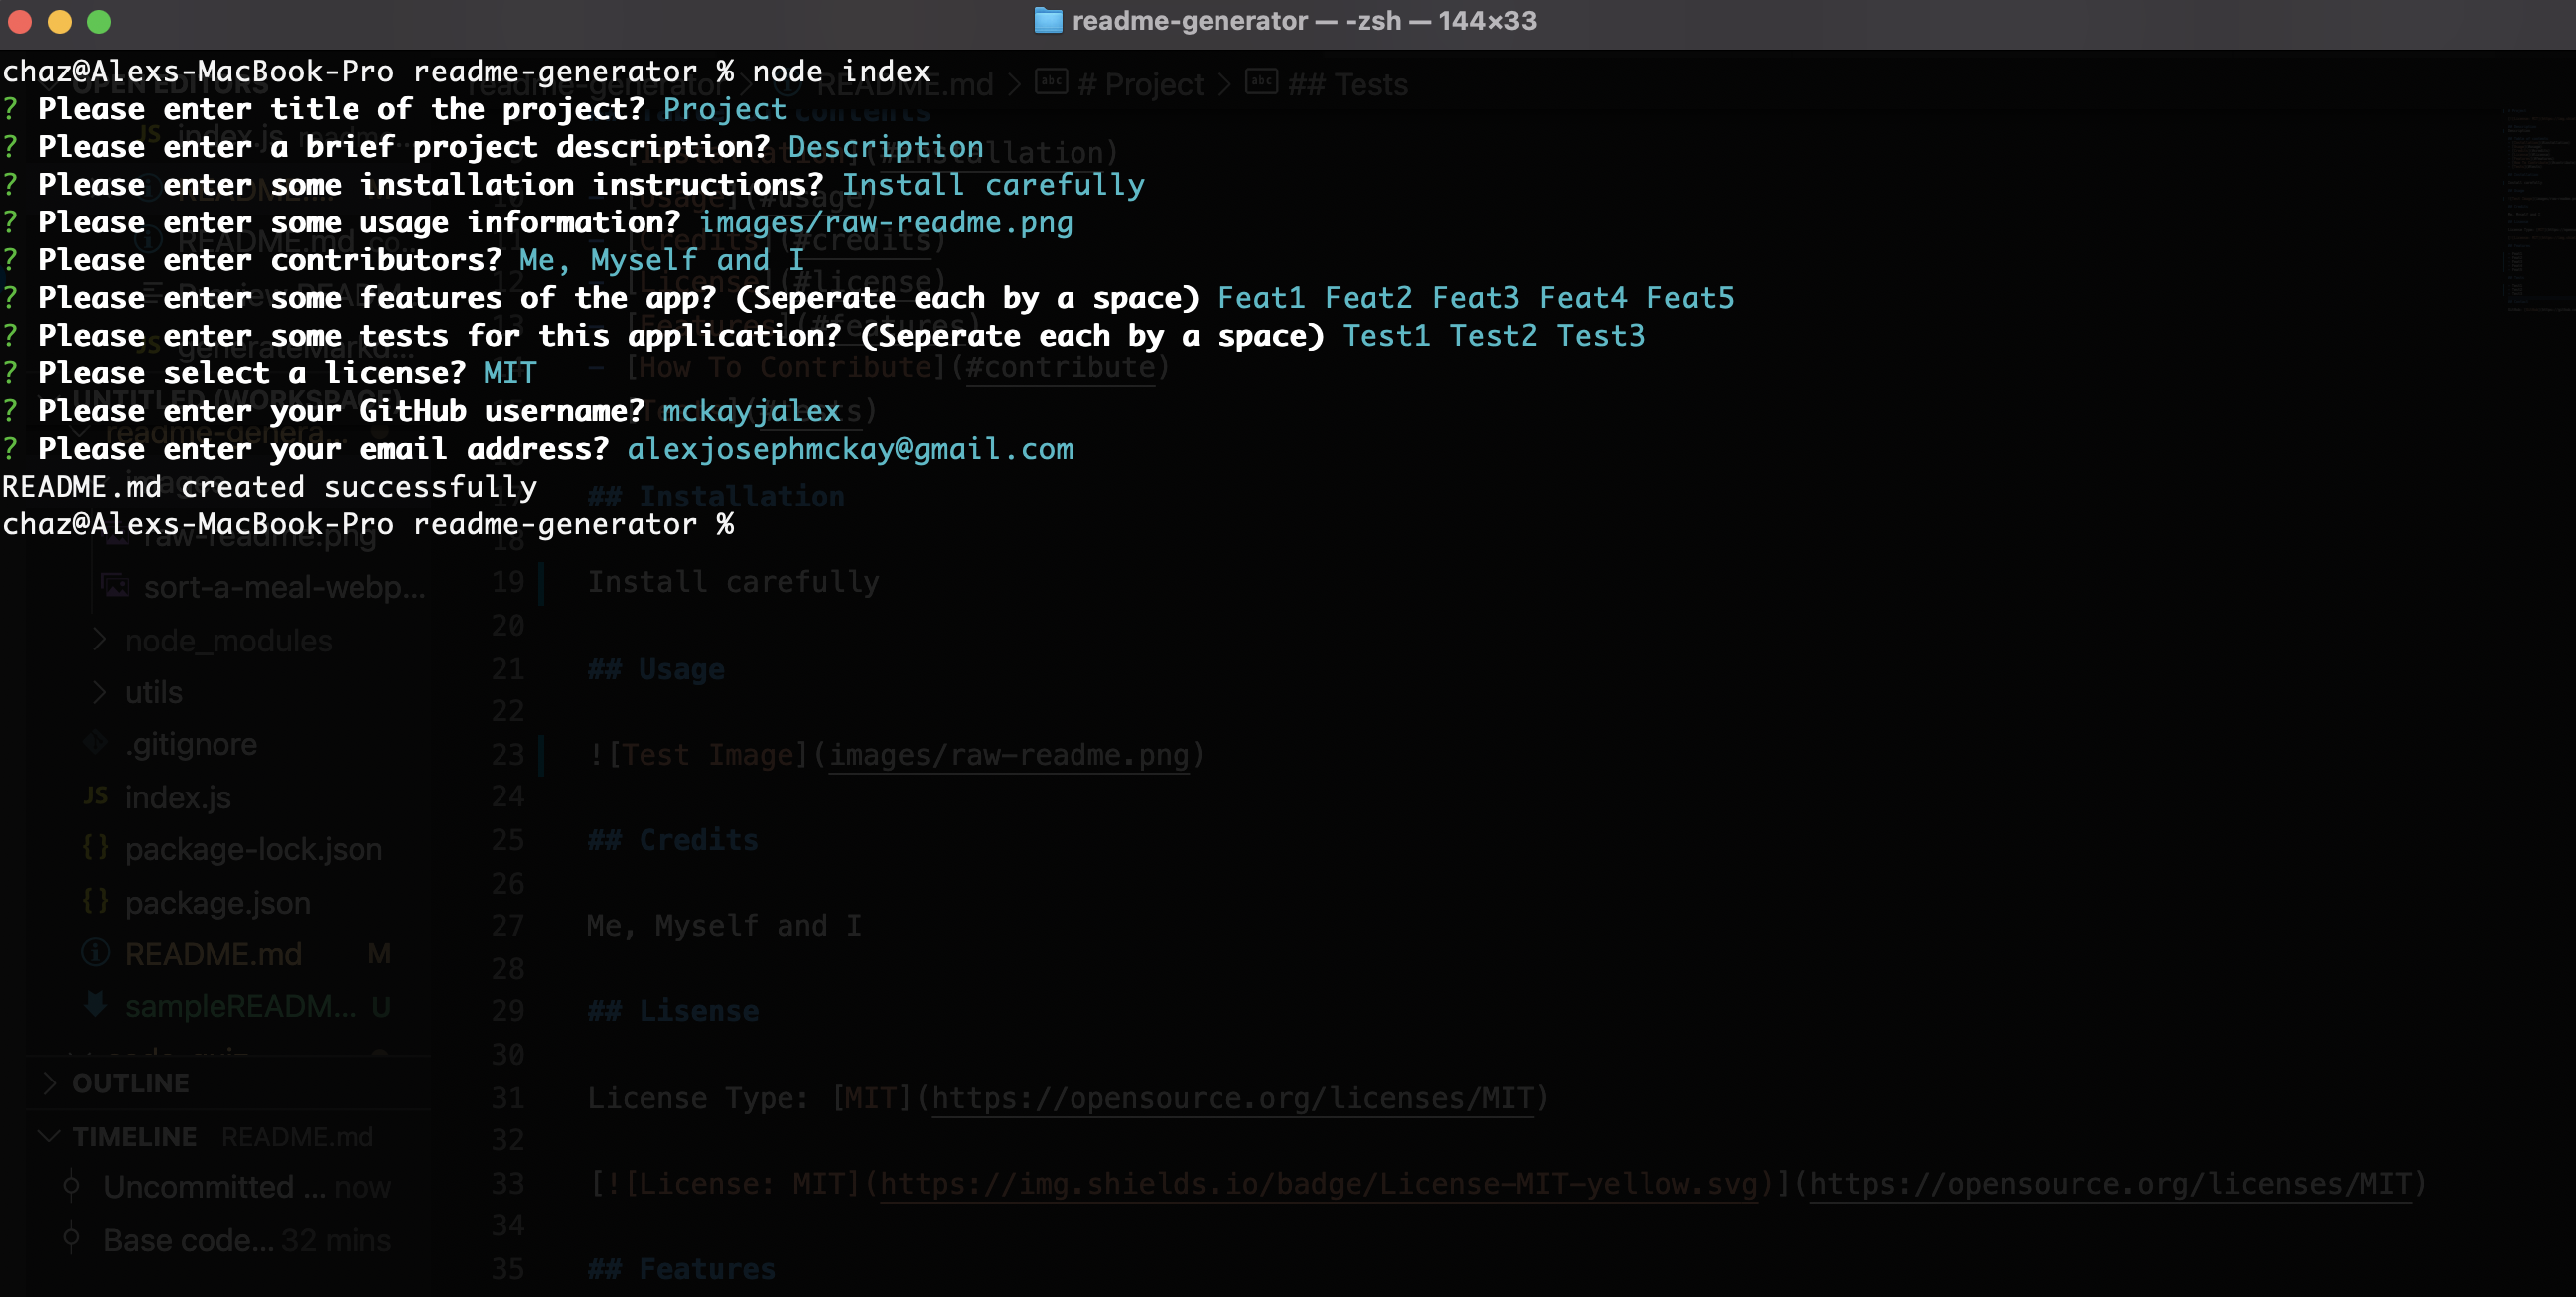 readme-generator — -zsh — 144×33
chaz@Alexs-MacBook-Pro readme-generator % node index
? Please enter title of the project? Project
? Please enter a brief project description? Description
? Please enter some installation instructions? Install carefully
? Please enter some usage information? images/raw-readme.png
? Please enter contributors? Me, Myself and I
? Please enter some features of the app? (Seperate each by a space) Feat1 Feat2 Feat3 Feat4 Feat5
? Please enter some tests for this application? (Seperate each by a space) Test1 Test2 Test3
? Please select a license? MIT
? Please enter your GitHub username? mckayjalex
? Please enter your email address? alexjosephmckay@gmail.com
README.md created successfully
chaz@Alexs-MacBook-Pro readme-generator %
OPEN EDITORS
README.md > # Project > ## Tests
[How To Contribute](#contribute)
UNTITLED (WORKSPACE)
raw-readme.png
sort-a-meal-webp...
node_modules
utils
.gitignore
JS index.js
{} package-lock.json
{} package.json
README.md M
sampleREADM... U
OUTLINE
TIMELINE README.md
Uncommitted ... now
Base code... 32 mins
## Installation
18
19 Install carefully
20
21 ## Usage
22
23 ![Test Image](images/raw-readme.png)
24
25 ## Credits
26
27 Me, Myself and I
28
29 ## Lisense
30
31 License Type: [MIT](https://opensource.org/licenses/MIT)
32
33 [![License: MIT](https://img.shields.io/badge/License-MIT-yellow.svg)](https://opensource.org/licenses/MIT)
34
35 ## Features